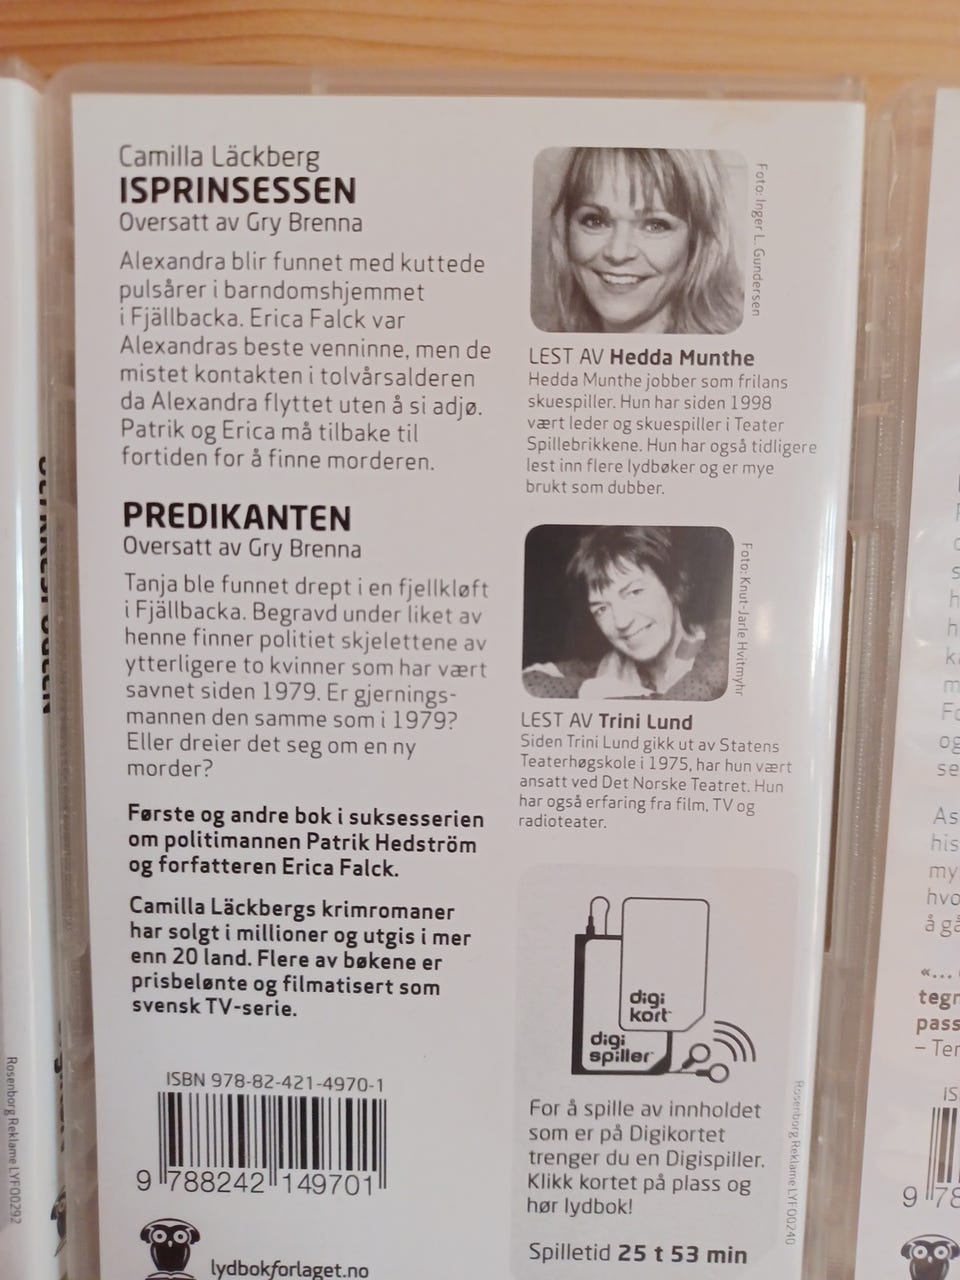 Camilla Läckberg
ISPRINSESSEN
Oversatt av Gry Brenna
Alexandra blir funnet med kuttede
pulsårer i barndomshjemmet
i Fjällbacka. Erica Falck var
Alexandras beste venninne, men de
mistet kontakten i tolvårsalderen
da Alexandra flyttet uten å si adjø.
Patrik og Erica må tilbake til
fortiden for å finne morderen.
PREDIKANTEN
Oversatt av Gry Brenna
Tanja ble funnet drept i en fjellkløft
i Fjällbacka. Begravd under liket av
henne finner politiet skjelettene av
ytterligere to kvinner som har vært
savnet siden 1979. Er gjernings-
mannen den samme som i 1979?
Eller dreier det seg om en ny
morder?
Første og andre bok i suksesserien
om politimannen Patrik Hedström
og forfatteren Erica Falck.
Camilla Läckbergs krimromaner
har solgt i millioner og utgis i mer
enn 20 land. Flere av bøkene er
prisbelønte og filmatisert som
svensk TV-serie.
ISBN 978-82-421-4970-1
9 788242 149701
lydbokforlaget.no
Foto: Inger L. Gundersen
LEST AV Hedda Munthe
Hedda Munthe jobber som frilans
skuespiller. Hun har siden 1998
vært leder og skuespiller i Teater
Spillebrikkene. Hun har også tidligere
lest inn flere lydbøker og er mye
brukt som dubber.
Foto: Knut-Jarle Hvitmyhr
LEST AV Trini Lund
Siden Trini Lund gikk ut av Statens
Teaterhøgskole i 1975, har hun vært
ansatt ved Det Norske Teatret. Hun
har også erfaring fra film, TV og
radioteater.
digi
kort
digi
spiller
For å spille av innholdet
som er på Digikortet
trenger du en Digispiller.
Klikk kortet på plass og
hør lydbok!
Spilletid 25 t 53 min
Rosenborg Reklame LYFO0240
Rosenborg Reklame LYFO0292